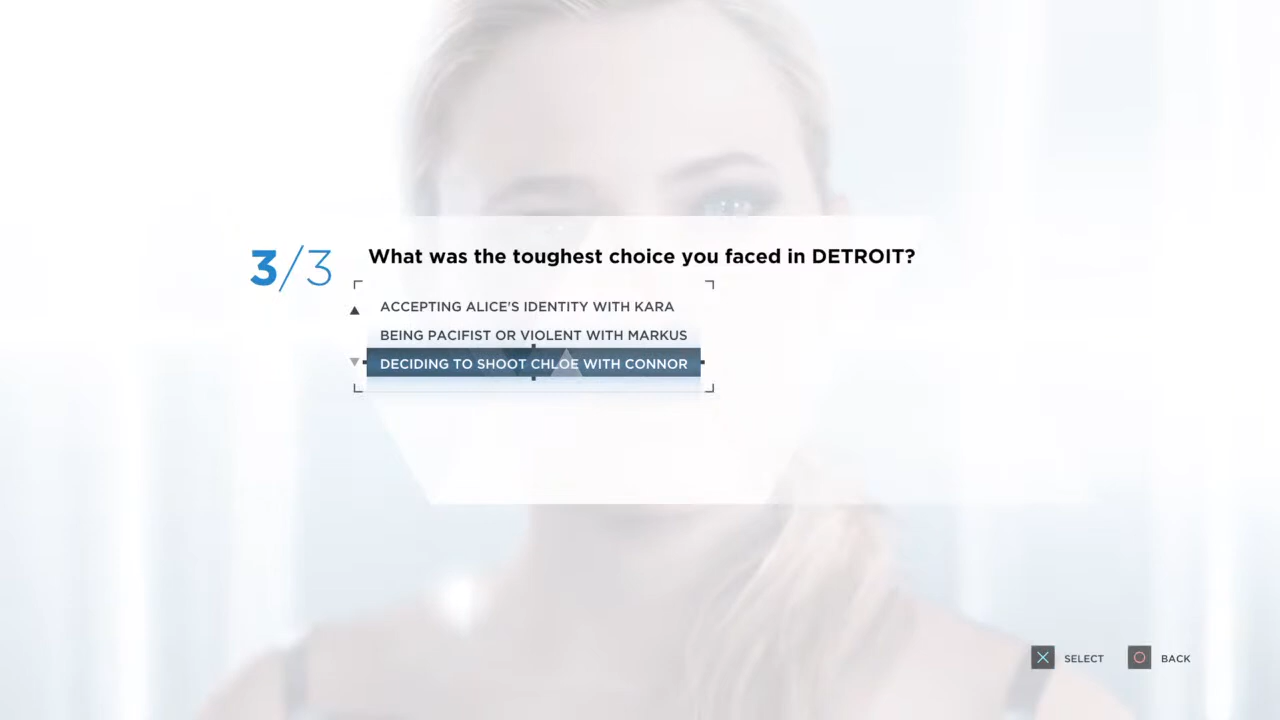 3/3
What was the toughest choice you faced in DETROIT?
ACCEPTING ALICE'S IDENTITY WITH KARA
BEING PACIFIST OR VIOLENT WITH MARKUS
DECIDING TO SHOOT CHLOE WITH CONNOR
SELECT
BACK